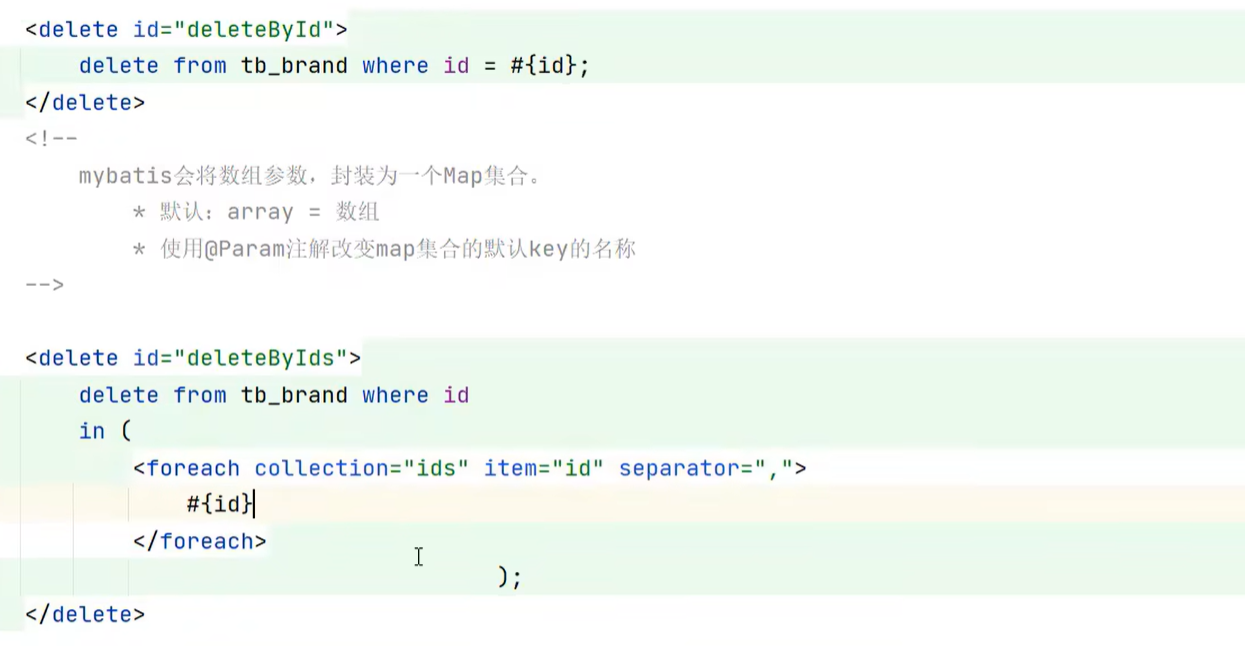 <delete id="deleteById">
    delete from tb_brand where id = #{id};
</delete>
<!--
    mybatis会将数组参数，封装为一个Map集合。
        * 默认：array = 数组
        * 使用@Param注解改变map集合的默认key的名称
-->
<delete id="deleteByIds">
    delete from tb_brand where id
    in (
        <foreach collection="ids" item="id" separator=",">
            #{id}
        </foreach>
                                   );
</delete>